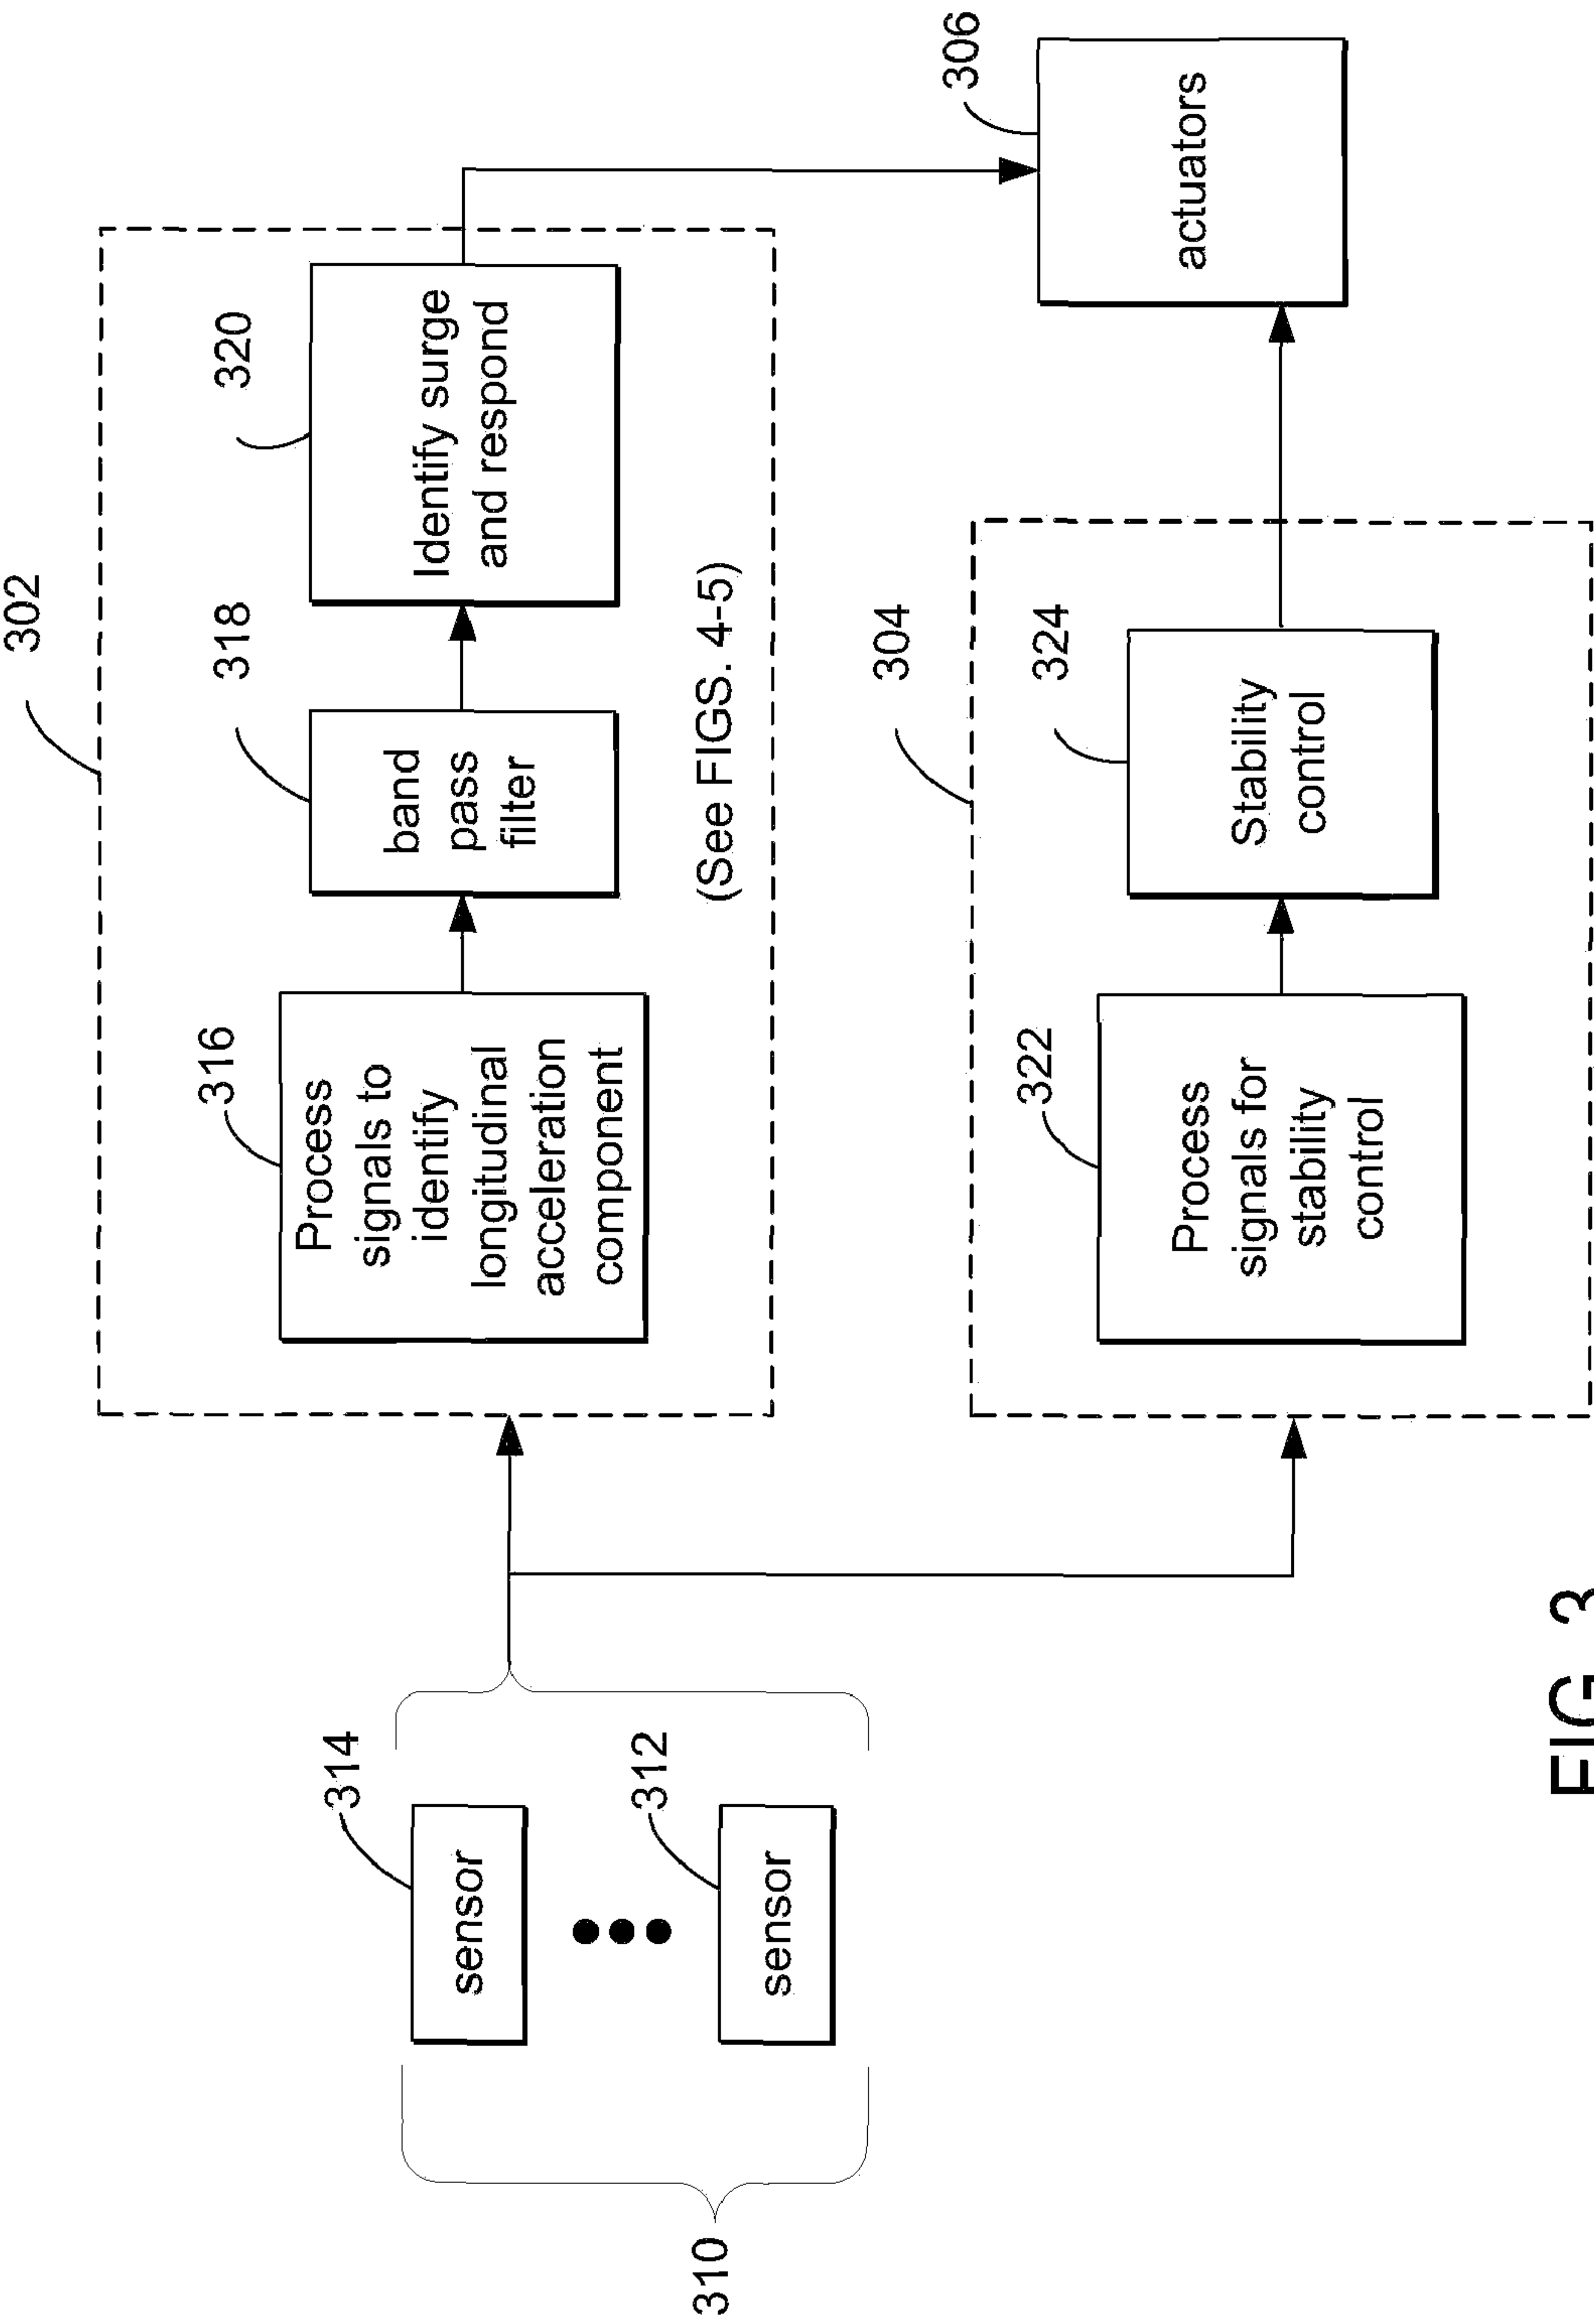 302
316
Process
signals to
identify
longitudinal
acceleration
component
318
band
pass
filter
320
Identify surge
and respond
(See FIGS. 4-5)
314
sensor
312
sensor
310
304
322
Process
signals for
stability
control
324
Stability
control
306
actuators
FIG. 3